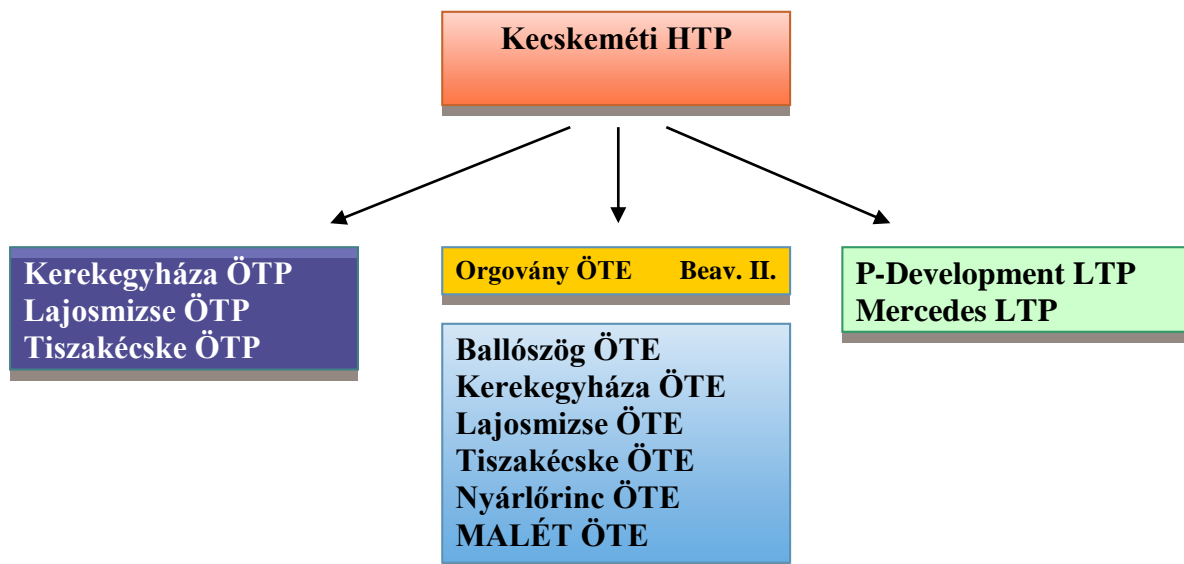 Kecskeméti HTP
Kerekegyháza ÖTP
Lajosmizse ÖTP
Tiszakécske ÖTP
Orgovány ÖTE Beav. II.
Ballószög ÖTE
Kerekegyháza ÖTE
Lajosmizse ÖTE
Tiszakécske ÖTE
Nyárlőrinc ÖTE
MALÉT ÖTE
P-Development LTP
Mercedes LTP